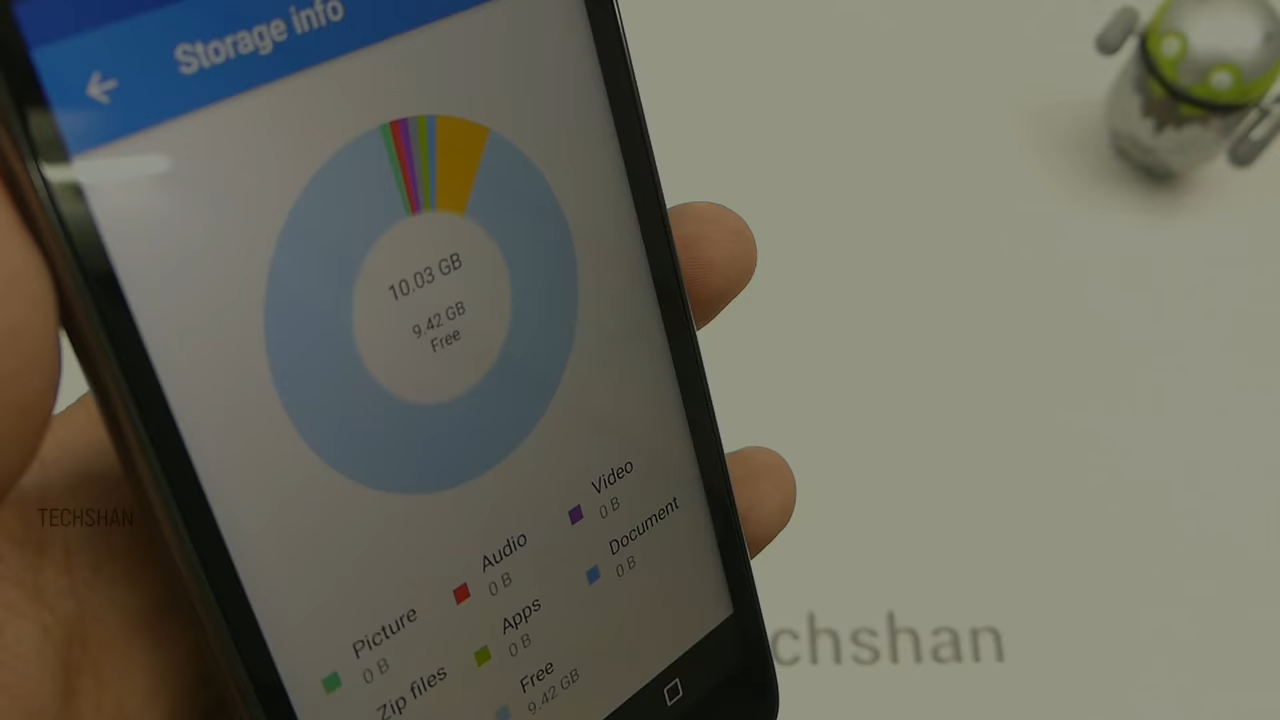 Storage info
10.03 GB
9.42 GB
Free
Video
0 B
Audio
0 B
Document
0 B
Picture
0 B
Apps
0 B
Zip files
Free
9.42 GB
TECHSHAN
chshan